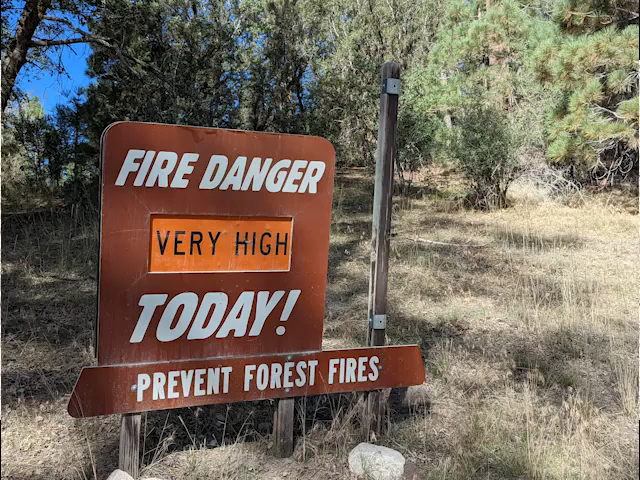 FIRE DANGER
VERY HIGH
TODAY!
PREVENT FOREST FIRES